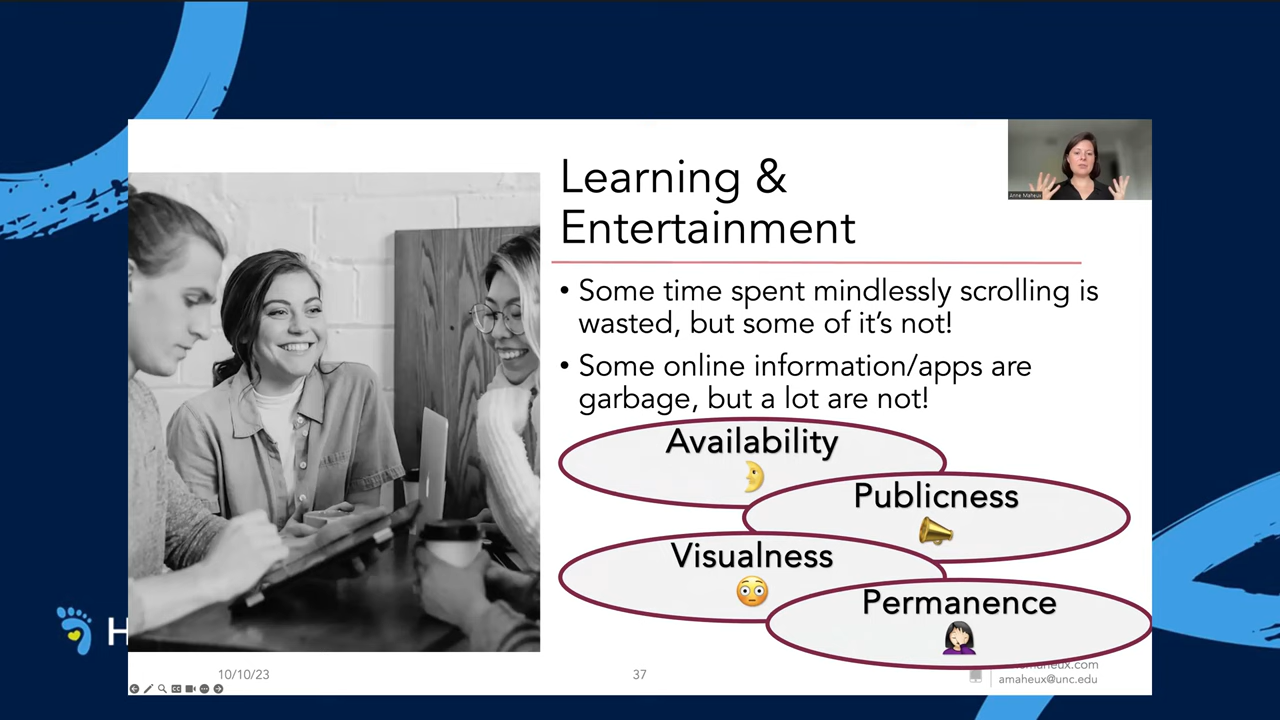 Learning &
Entertainment
Anne Maheux
• Some time spent mindlessly scrolling is
wasted, but some of it’s not!
• Some online information/apps are
garbage, but a lot are not!
Availability
Publicness
Visualness
Permanence
H
10/10/23
37
amaheux@unc.edu